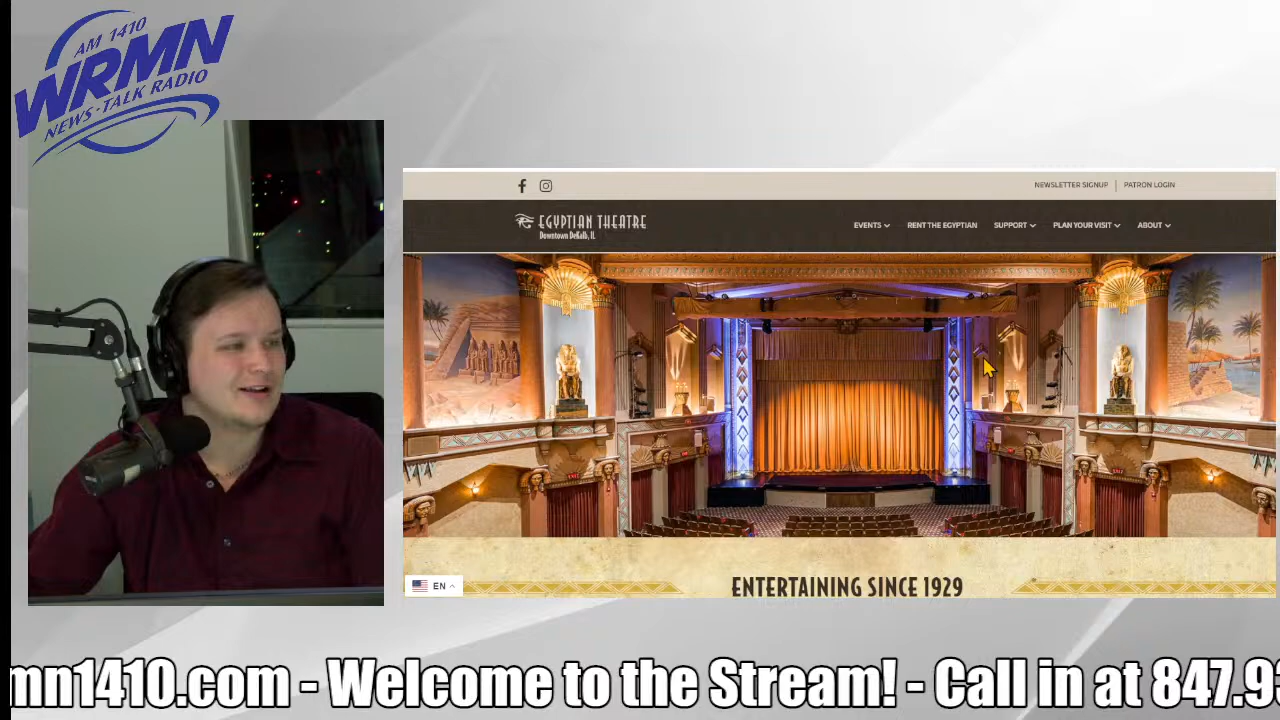 AM 1410
WRMN
NEWS·TALK RADIO
NEWSLETTER SIGNUP | PATRON LOGIN
EGYPTIAN THEATRE
Downtown DeKalb, IL
EVENTS RENT THE EGYPTIAN SUPPORT PLAN YOUR VISIT ABOUT
EN
ENTERTAINING SINCE 1929
mn1410.com - Welcome to the Stream! - Call in at 847.93